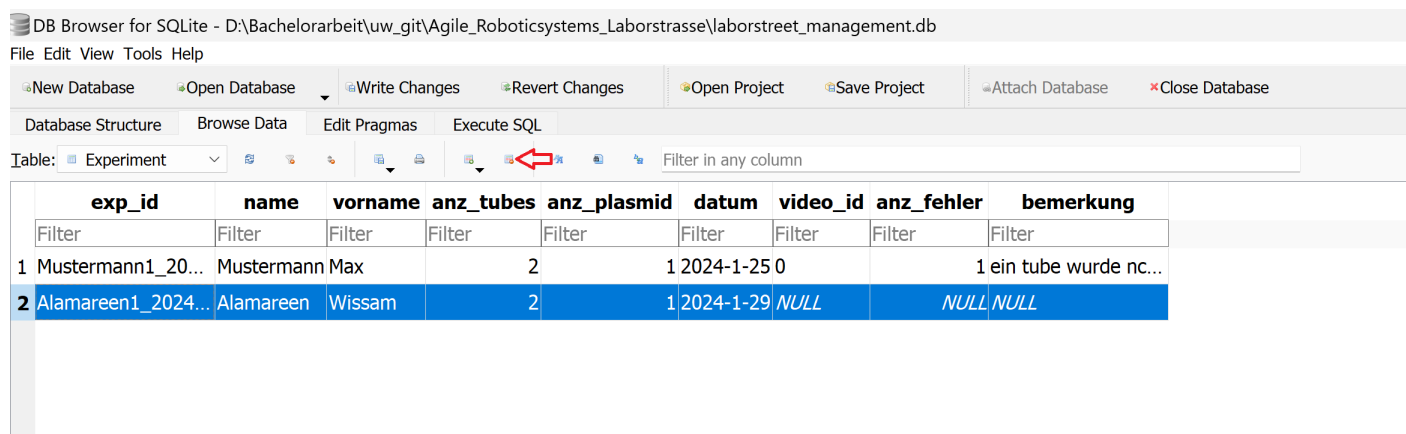 DB Browser for SQLite - D:\Bachelorarbeit\uw_git\Agile_Roboticsystems_Laborstrasse\laborstreet_management.db
File Edit View Tools Help
New Database Open Database Write Changes Revert Changes Open Project Save Project Attach Database Close Database
Database Structure Browse Data Edit Pragmas Execute SQL
Table: Experiment Filter in any column
exp_id name vorname anz_tubes anz_plasmid datum video_id anz_fehler bemerkung
Filter Filter Filter Filter Filter Filter Filter Filter Filter
1 Mustermann1_20... Mustermann Max 2 1 2024-1-25 0 1 ein tube wurde nc...
2 Alamareen1_2024... Alamareen Wissam 2 1 2024-1-29 NULL NULL NULL